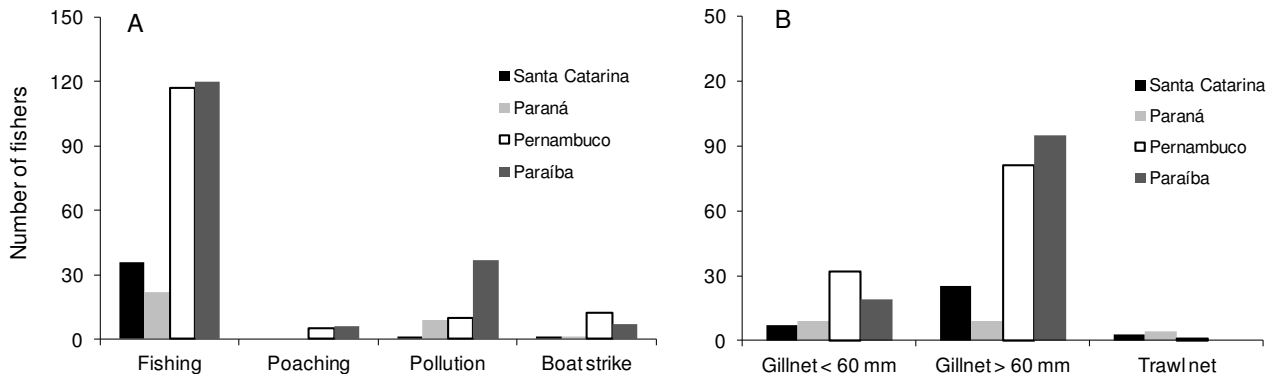 A
Number of fishers
150
120
90
60
30
0
Santa Catarina
Paraná
Pernambuco
Paraíba
Fishing Poaching Pollution Boat strike
B
50
20
90
60
30
0
Santa Catarina
Paraná
Pernambuco
Paraíba
Gillnet < 60 mm Gillnet > 60 mm Trawl net